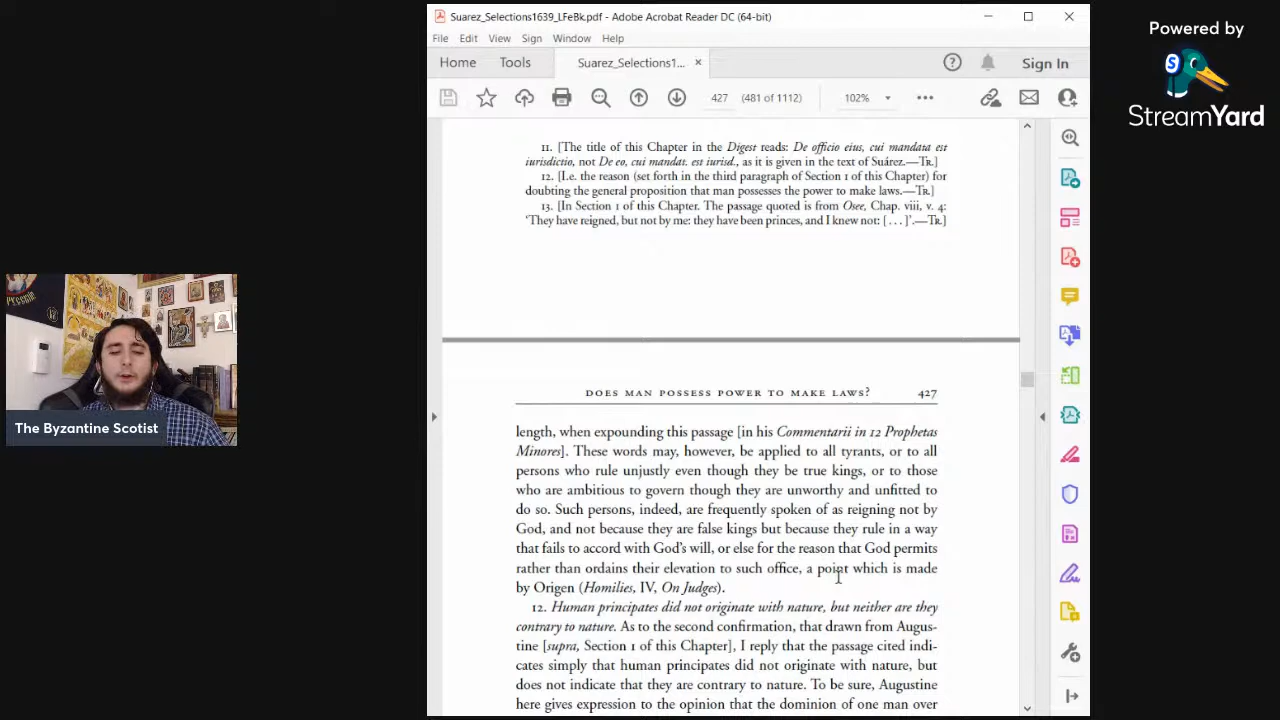 Suarez_Selections1639_LFeBk.pdf - Adobe Acrobat Reader DC (64-bit)
File Edit View Sign Window Help
Home Tools Suarez_Selections1... Sign In
427 (481 of 1112) 102%
11. [The title of this Chapter in the Digest reads: De officio eius, cui mandata est
iurisdictio, not De eo, cui mandat. est iurisd., as it is given in the text of Suárez.—Tr.]
12. [I.e. the reason (set forth in the third paragraph of Section 1 of this Chapter) for
doubting the general proposition that man possesses the power to make laws.—Tr.]
13. [In Section 1 of this Chapter. The passage quoted is from Osee, Chap. viii, v. 4:
'They have reigned, but not by me: they have been princes, and I knew not: [ . . . ]'.—Tr.]
DOES MAN POSSESS POWER TO MAKE LAWS? 427
length, when expounding this passage [in his Commentarii in 12 Prophetas
Minores]. These words may, however, be applied to all tyrants, or to all
persons who rule unjustly even though they be true kings, or to those
who are ambitious to govern though they are unworthy and unfitted to
do so. Such persons, indeed, are frequently spoken of as reigning not by
God, and not because they are false kings but because they rule in a way
that fails to accord with God's will, or else for the reason that God permits
rather than ordains their elevation to such office, a point which is made
by Origen (Homilies, IV, On Judges).
12. Human principates did not originate with nature, but neither are they
contrary to nature. As to the second confirmation, that drawn from Augus-
tine [supra, Section 1 of this Chapter], I reply that the passage cited indi-
cates simply that human principates did not originate with nature, but
does not indicate that they are contrary to nature. To be sure, Augustine
here gives expression to the opinion that the dominion of one man over
The Byzantine Scotist
Powered by
S
StreamYard